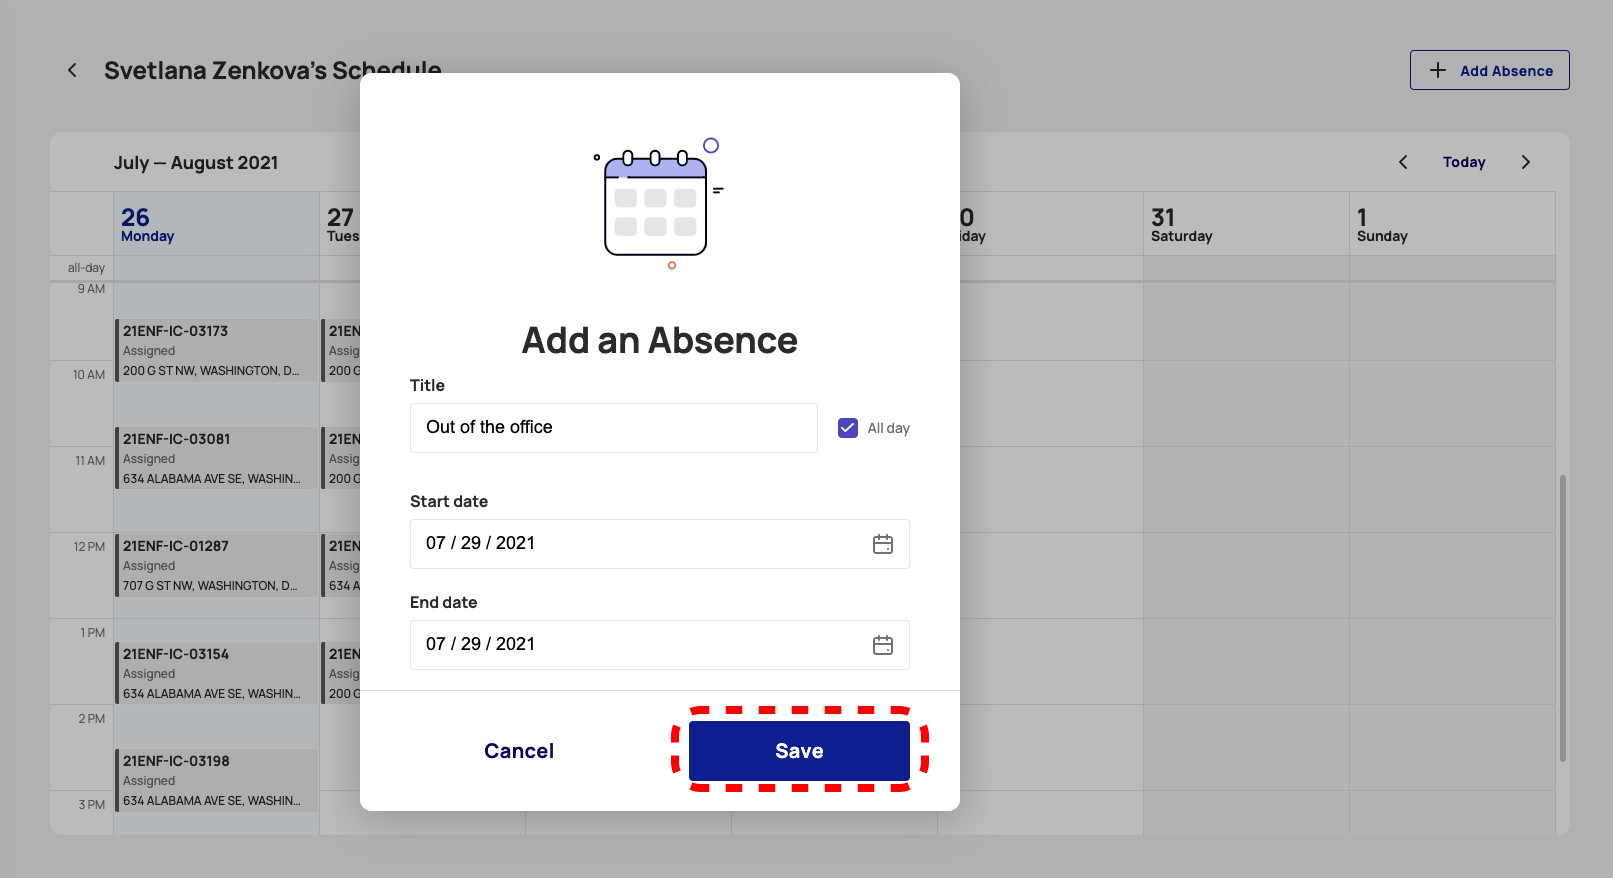 Svetlana Zenkova's Schedule
Add Absence
July — August 2021
Today
26
Monday
27
Tues
0
iday
31
Saturday
1
Sunday
all-day
9 AM
10 AM
11 AM
12 PM
1 PM
2 PM
3 PM
21ENF-IC-03173
Assigned
200 G ST NW, WASHINGTON, D...
21ENF-IC-03081
Assigned
634 ALABAMA AVE SE, WASHIN...
21ENF-IC-01287
Assigned
707 G ST NW, WASHINGTON, D...
21ENF-IC-03154
Assigned
634 ALABAMA AVE SE, WASHIN...
21ENF-IC-03198
Assigned
634 ALABAMA AVE SE, WASHIN...
21EN
Assig
200 G
21EN
Assig
200 G
21EN
Assig
634 A
21EN
Assig
200 G
Add an Absence
Title
Out of the office
All day
Start date
07 / 29 / 2021
End date
07 / 29 / 2021
Cancel
Save